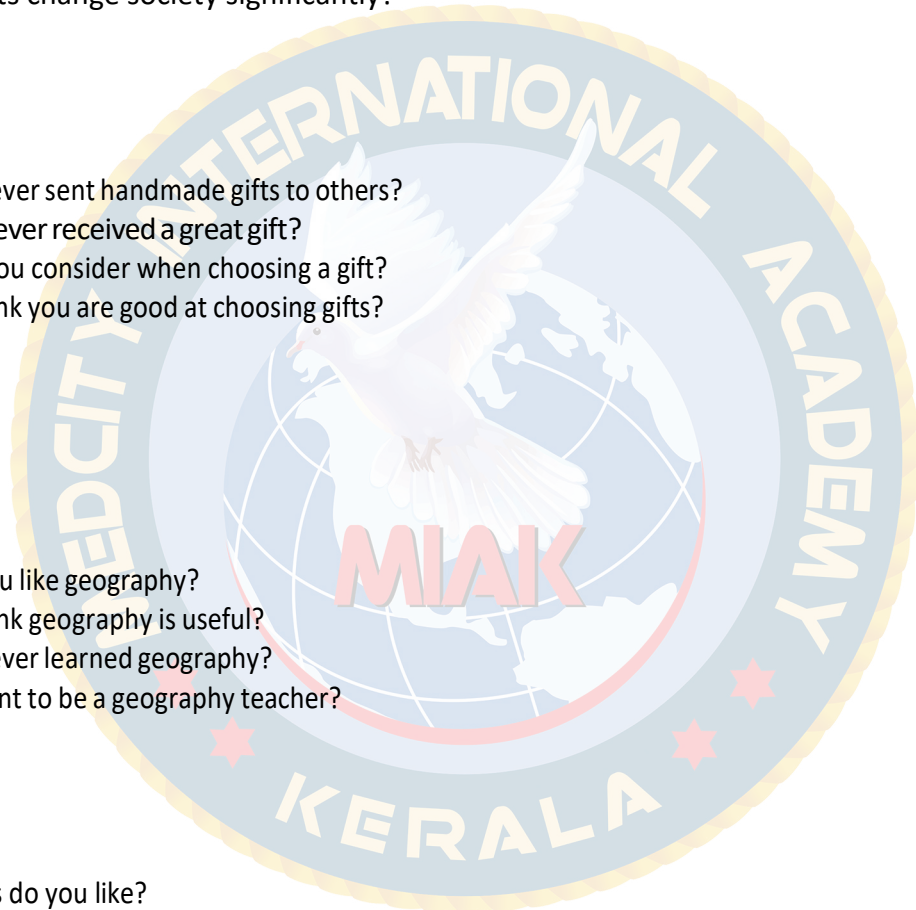 ts change society significantly?
ever sent handmade gifts to others?
ever received a great gift?
ou consider when choosing a gift?
nk you are good at choosing gifts?
u like geography?
nk geography is useful?
ever learned geography?
nt to be a geography teacher?
s do you like?
MEDCITY INTERNATIONAL ACADEMY
MIAK
KERALA